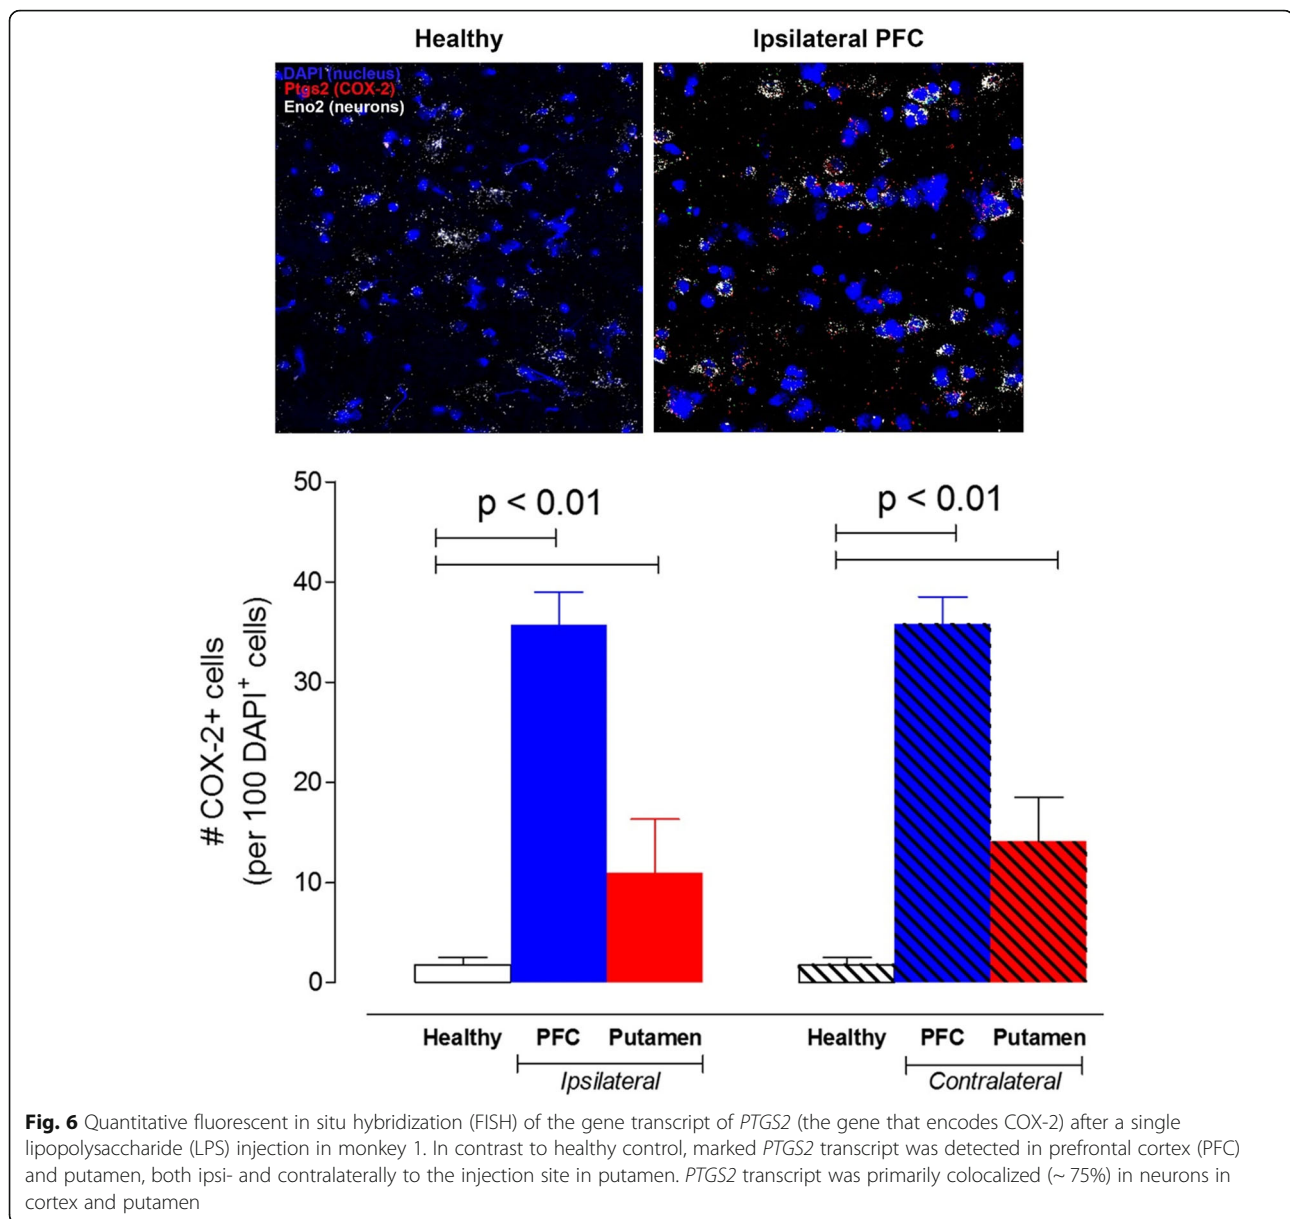 Healthy
Ipsilateral PFC
DAPI (nucleus)
Ptgs2 (COX-2)
Eno2 (neurons)
50
40
30
20
10
0
# COX-2+ cells
(per 100 DAPI⁺ cells)
p < 0.01
p < 0.01
Healthy PFC Putamen
Ipsilateral
Healthy PFC Putamen
Contralateral
Fig. 6 Quantitative fluorescent in situ hybridization (FISH) of the gene transcript of PTGS2 (the gene that encodes COX-2) after a single
lipopolysaccharide (LPS) injection in monkey 1. In contrast to healthy control, marked PTGS2 transcript was detected in prefrontal cortex (PFC)
and putamen, both ipsi- and contralaterally to the injection site in putamen. PTGS2 transcript was primarily colocalized (~ 75%) in neurons in
cortex and putamen